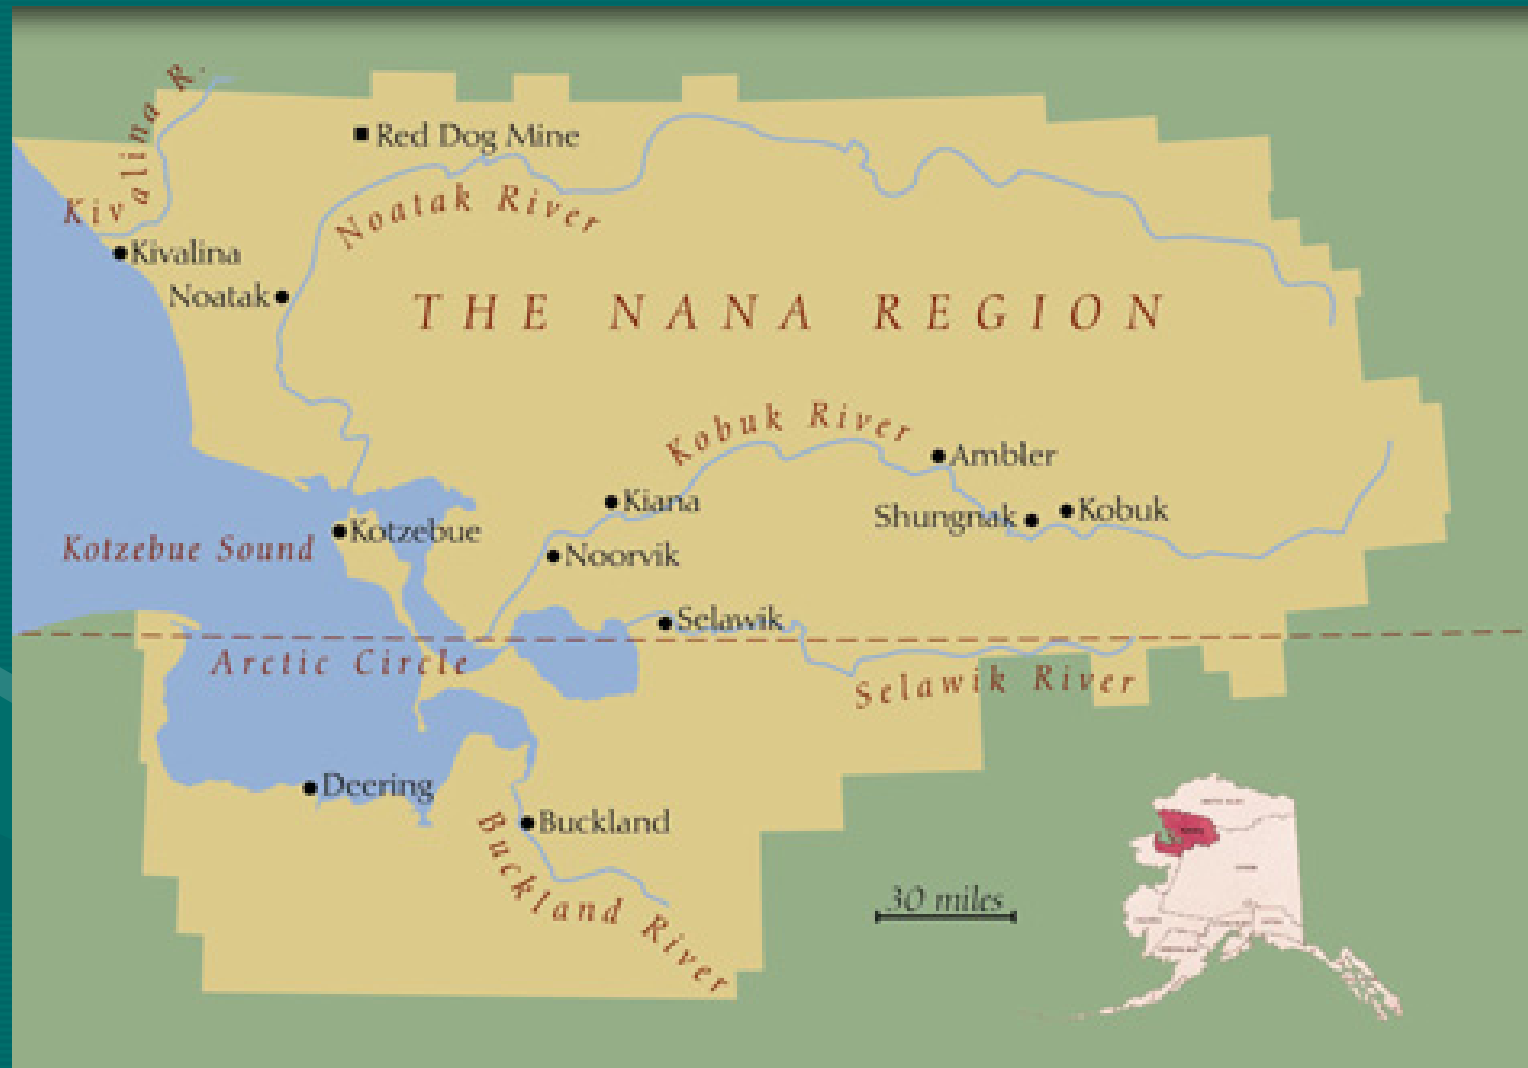 Kivalina R.
Red Dog Mine
Noatak River
Kivalina
Noatak
THE NANA REGION
Kobuk River
Ambler
Kiana
Shungnak
Kobuk
Kotzebue
Kotzebue Sound
Noorvik
Selawik
Arctic Circle
Selawik River
Deering
Buckland
Buckland River
30 miles